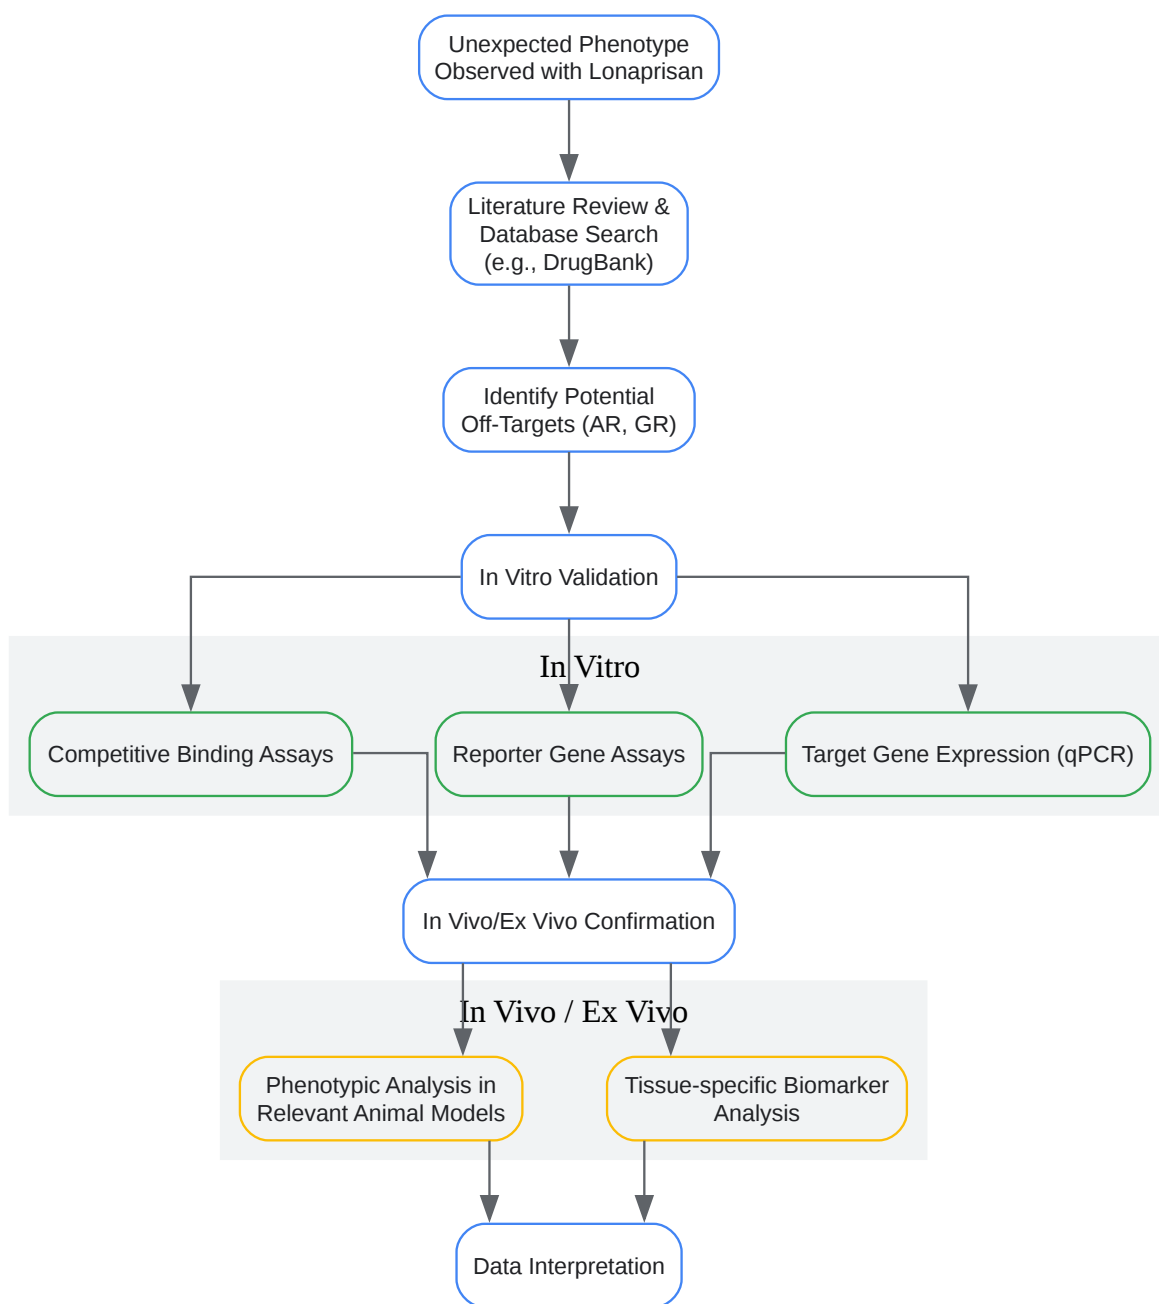 Unexpected Phenotype
Observed with Lonaprisan
Literature Review &
Database Search
(e.g., DrugBank)
Identify Potential
Off-Targets (AR, GR)
In Vitro Validation
In Vitro
Competitive Binding Assays
Reporter Gene Assays
Target Gene Expression (qPCR)
In Vivo/Ex Vivo Confirmation
In Vivo / Ex Vivo
Phenotypic Analysis in
Relevant Animal Models
Tissue-specific Biomarker
Analysis
Data Interpretation